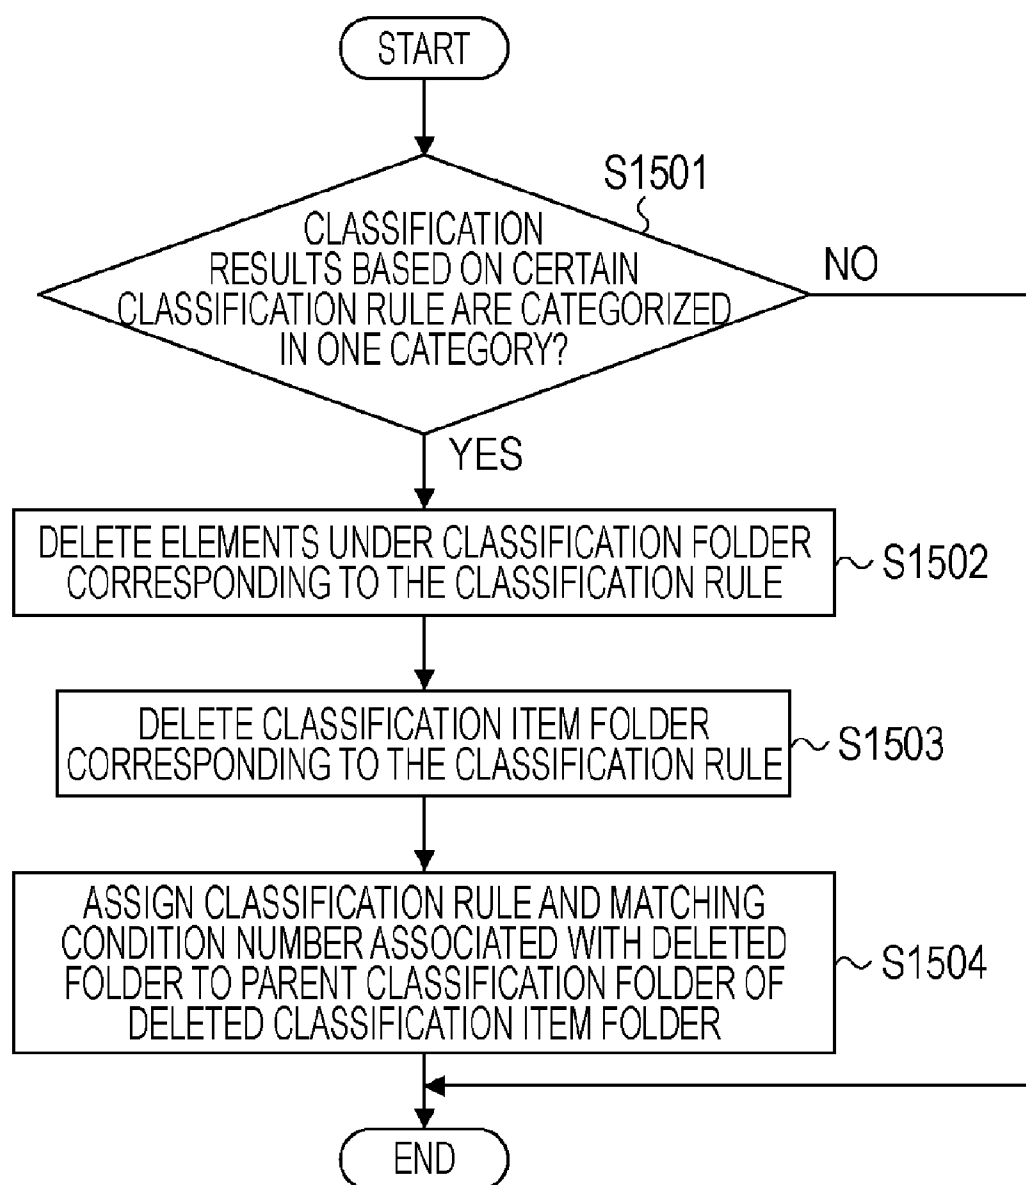 START
S1501
CLASSIFICATION
RESULTS BASED ON CERTAIN
CLASSIFICATION RULE ARE CATEGORIZED
IN ONE CATEGORY?
NO
YES
DELETE ELEMENTS UNDER CLASSIFICATION FOLDER
CORRESPONDING TO THE CLASSIFICATION RULE
S1502
DELETE CLASSIFICATION ITEM FOLDER
CORRESPONDING TO THE CLASSIFICATION RULE
S1503
ASSIGN CLASSIFICATION RULE AND MATCHING
CONDITION NUMBER ASSOCIATED WITH DELETED
FOLDER TO PARENT CLASSIFICATION FOLDER OF
DELETED CLASSIFICATION ITEM FOLDER
S1504
END